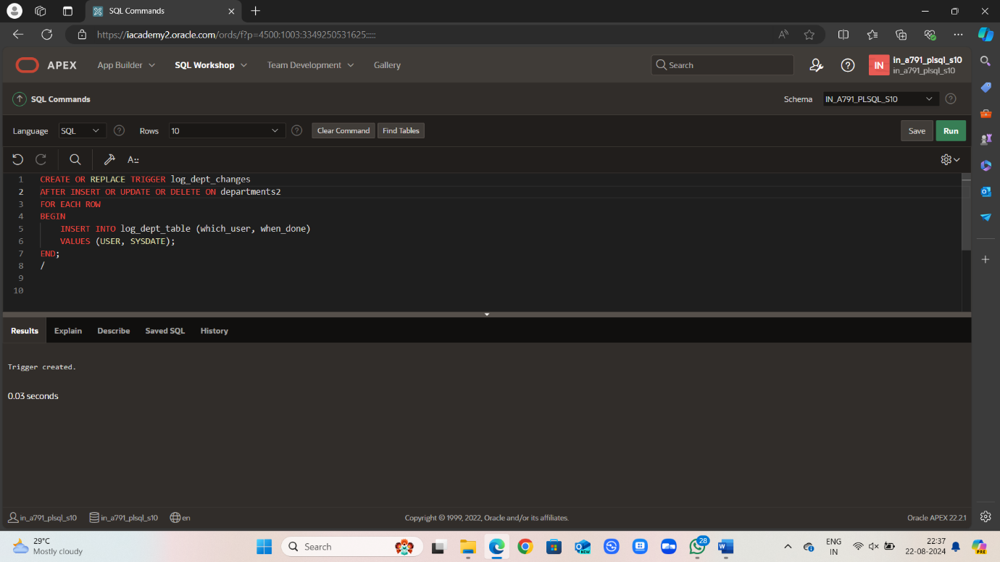 SQL Commands
https://iacademy2.oracle.com/ords/f?p=4500:1003:3349250531625:::::
APEX App Builder SQL Workshop Team Development Gallery Search IN in_a791_plsql_s10
in_a791_plsql_s10
SQL Commands Schema IN_A791_PLSQL_S10
Language SQL Rows 10 Clear Command Find Tables Save Run
A::
1 CREATE OR REPLACE TRIGGER log_dept_changes
2 AFTER INSERT OR UPDATE OR DELETE ON departments2
3 FOR EACH ROW
4 BEGIN
5 INSERT INTO log_dept_table (which_user, when_done)
6 VALUES (USER, SYSDATE);
7 END;
8 /
9
10
Results Explain Describe Saved SQL History
Trigger created.
0.03 seconds
in_a791_plsql_s10 in_a791_plsql_s10 en Copyright © 1999, 2022, Oracle and/or its affiliates. Oracle APEX 22.2.1
29°C
Mostly cloudy
Search
NEW
28
ENG
IN
22:37
22-08-2024
PRE